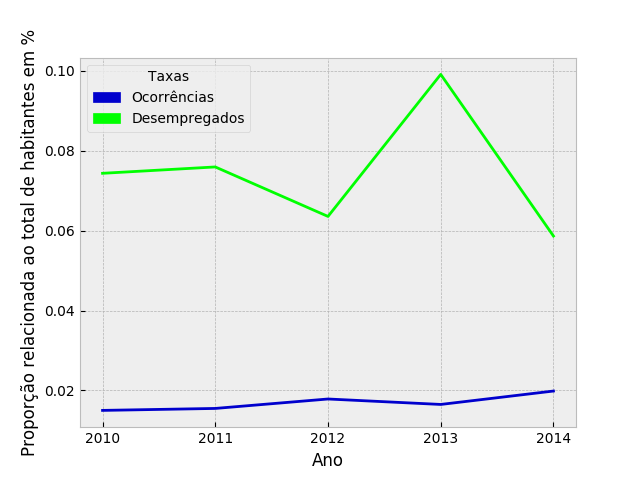 Proporção relacionada ao total de habitantes em %
0.10
0.08
0.06
0.04
0.02
Taxas
Ocorrências
Desempregados
2010 2011 2012 2013 2014
Ano